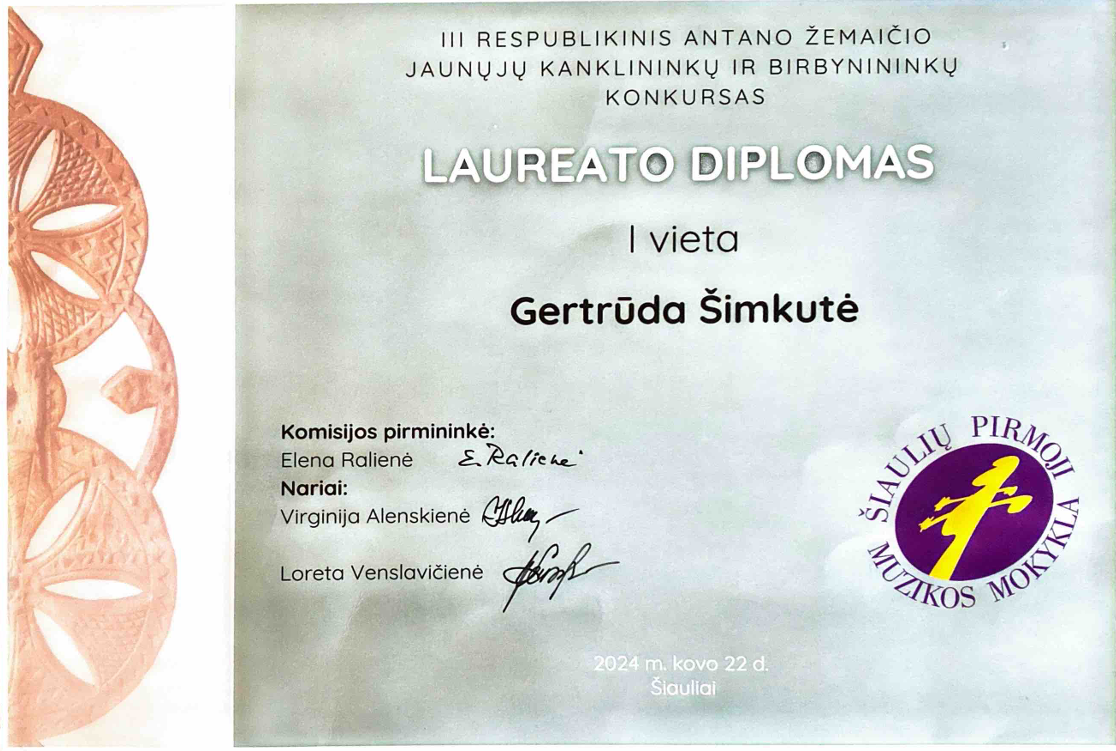 III RESPUBLIKINIS ANTANO ŽEMAIČIO
JAUNŲJŲ KANKLININKŲ IR BIRBYNININKŲ
KONKURSAS
LAUREATO DIPLOMAS
I vieta
Gertrūda Šimkutė
Komisijos pirmininkė:
Elena Ralienė E. Ralienė
Nariai:
Virginija Alenskienė
Loreta Venslavičienė
ŠIAULIŲ PIRMOJI
MUZIKOS MOKYKLA
2024 m. kovo 22 d.
Šiauliai